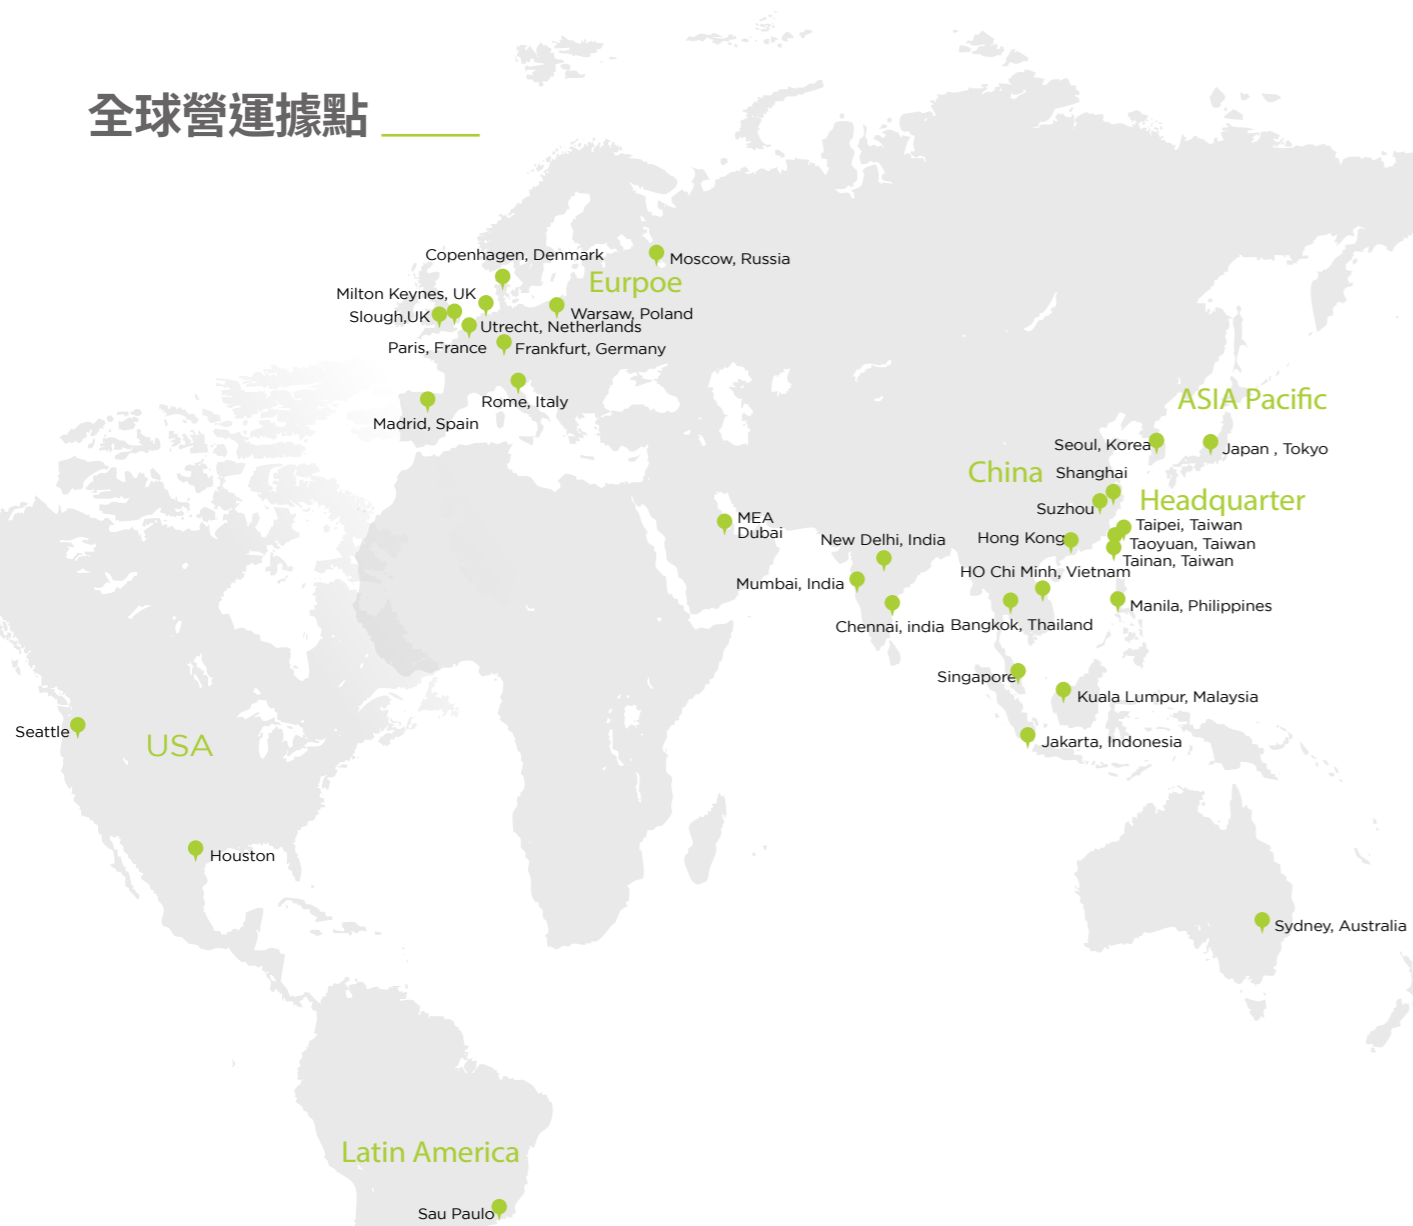 全球營運據點
Copenhagen, Denmark
Moscow, Russia
Eurpoe
Milton Keynes, UK
Slough,UK
Warsaw, Poland
Utrecht, Netherlands
Paris, France
Frankfurt, Germany
Rome, Italy
Madrid, Spain
ASIA Pacific
Seoul, Korea
Japan , Tokyo
China
Shanghai
Headquarter
Suzhou
MEA
Dubai
Taipei, Taiwan
New Delhi, India
Hong Kong
Taoyuan, Taiwan
Tainan, Taiwan
HO Chi Minh, Vietnam
Mumbai, India
Manila, Philippines
Chennai, india
Bangkok, Thailand
Singapore
Kuala Lumpur, Malaysia
Seattle
USA
Jakarta, Indonesia
Houston
Sydney, Australia
Latin America
Sau Paulo